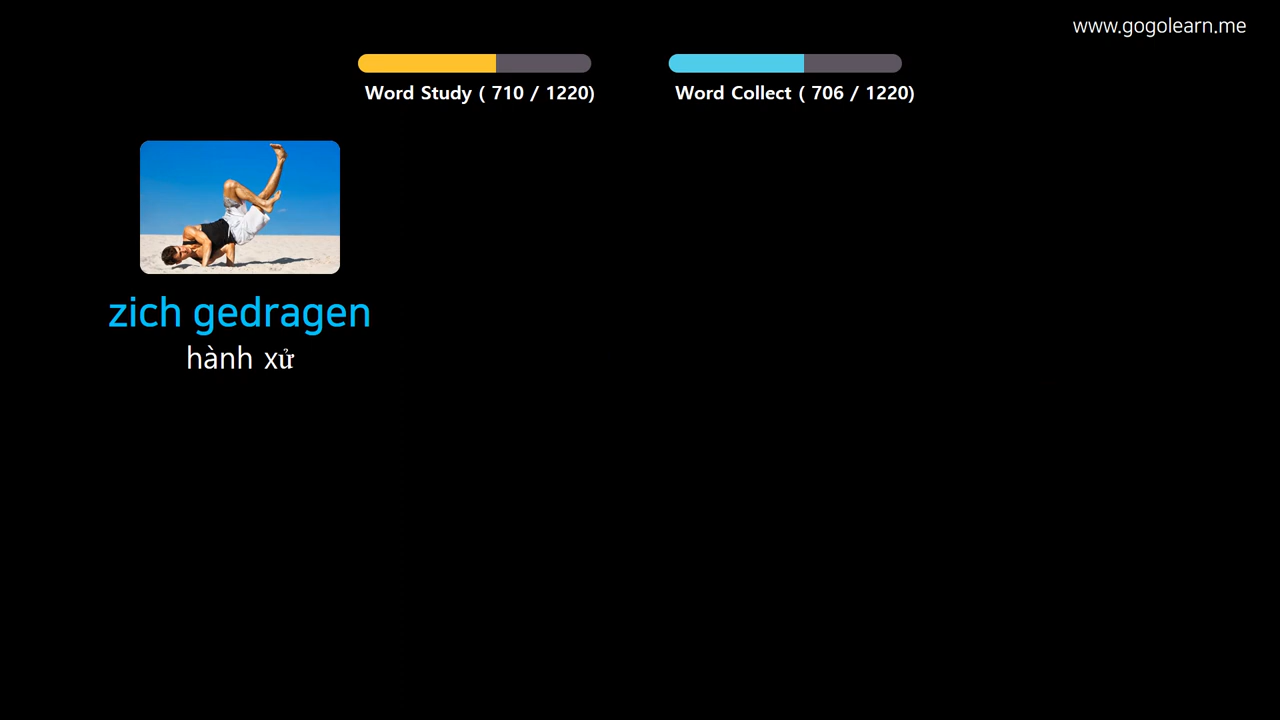 www.gogolearn.me
Word Study ( 710 / 1220)
Word Collect ( 706 / 1220)
zich gedragen
hành xử